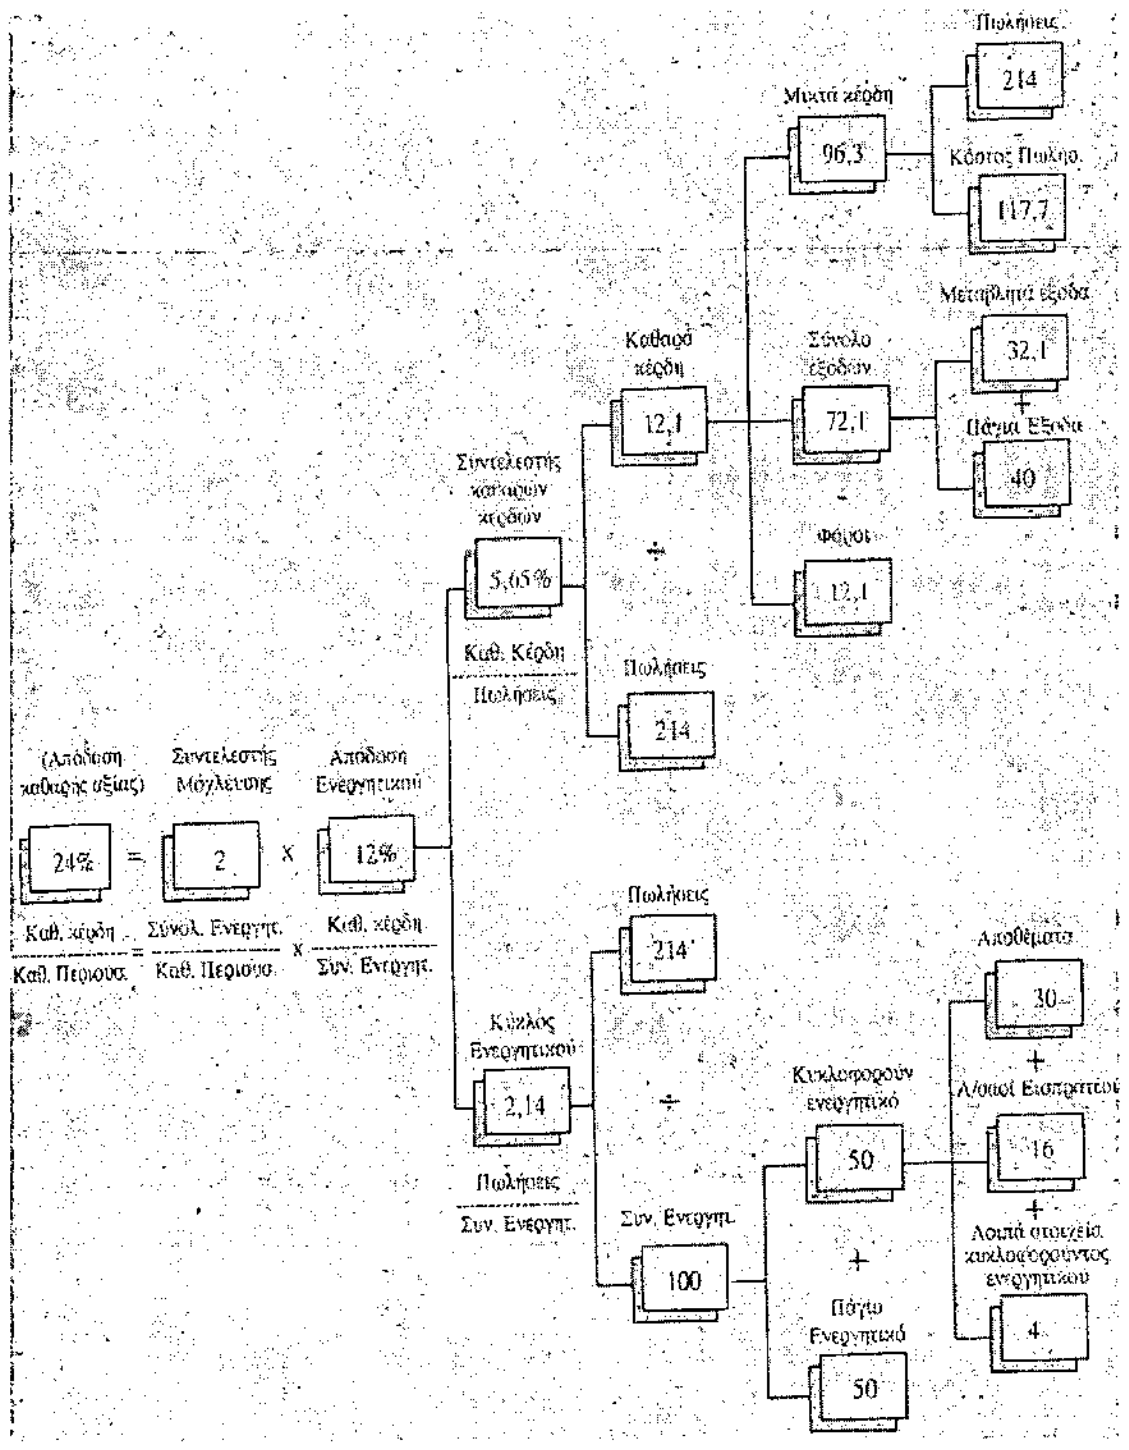 Πωλήσεις
214
Μικτά κέρδη
96,3
Κόστος Πωλησ.
117,7
Μεταβλητά έξοδα
32,1
+
Πάγια Έξοδα
40
Σύνολο
εξόδων
72,1
-
Φόροι
12,1
Καθαρά
κέρδη
12,1
÷
Πωλήσεις
214
Συντελεστής
καθαρών
κερδών
5,65%
Καθ. Κέρδη
Πωλήσεις
(Απόδοση
καθαρής αξίας)
24%
=
Συντελεστής
Μόχλευσης
2
x
Απόδοση
Ενεργητικού
12%
Καθ. κέρδη
Καθ. Περιουσ.
=
Σύνολ. Ενεργητ.
Καθ. Περιουσ.
x
Καθ. κέρδη
Συν. Ενεργητ.
Κύκλος
Ενεργητικού
2,14
Πωλήσεις
Συν. Ενεργητ.
Πωλήσεις
214
÷
Συν. Ενεργητ.
100
Κυκλοφορούν
ενεργητικό
50
+
Πάγιο
Ενεργητικό
50
Αποθέματα
30
+
Λ/σμοί Εισπρατέοι
16
+
Λοιπά στοιχεία
κυκλοφορούντος
ενεργητικού
4